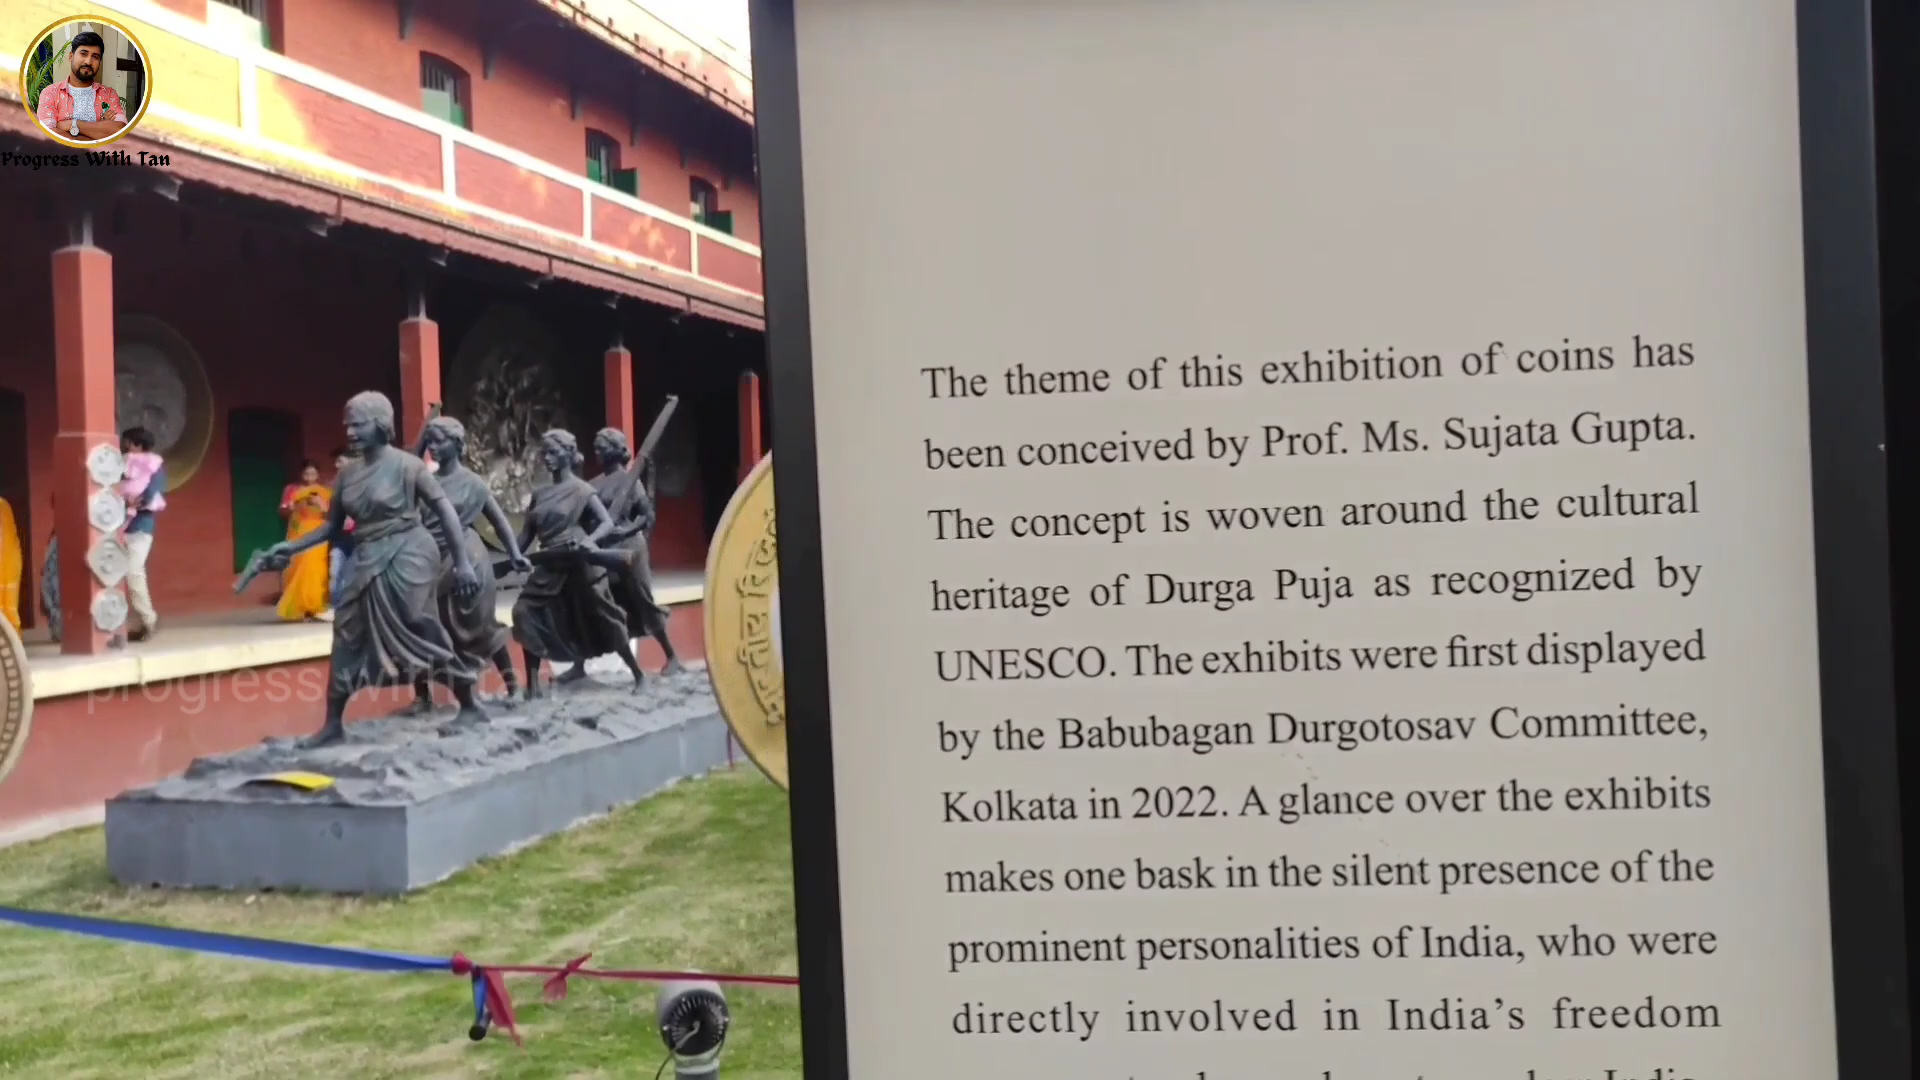 Progress With Tan
progress with tan
The theme of this exhibition of coins has
been conceived by Prof. Ms. Sujata Gupta.
The concept is woven around the cultural
heritage of Durga Puja as recognized by
UNESCO. The exhibits were first displayed
by the Babubagan Durgotosav Committee,
Kolkata in 2022. A glance over the exhibits
makes one bask in the silent presence of the
prominent personalities of India, who were
directly involved in India’s freedom